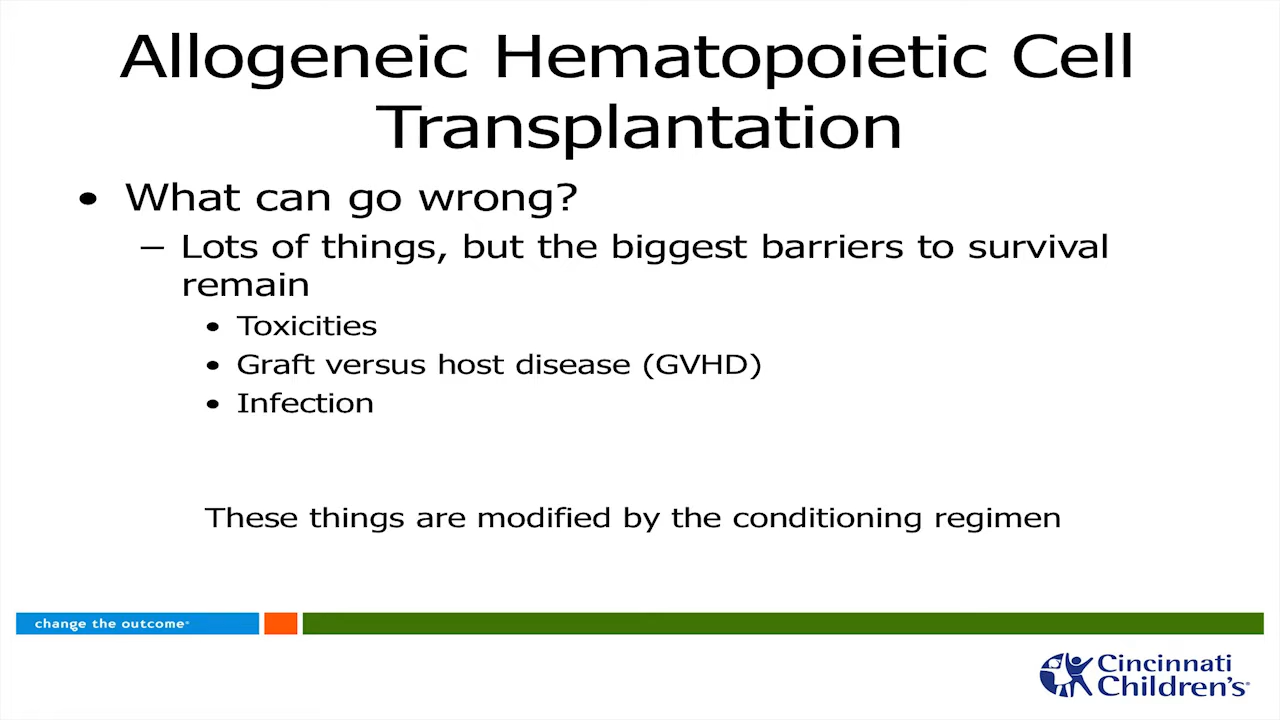 Allogeneic Hematopoietic Cell
Transplantation
• What can go wrong?
– Lots of things, but the biggest barriers to survival
remain
• Toxicities
• Graft versus host disease (GVHD)
• Infection
These things are modified by the conditioning regimen
change the outcome®
Cincinnati
Children's®